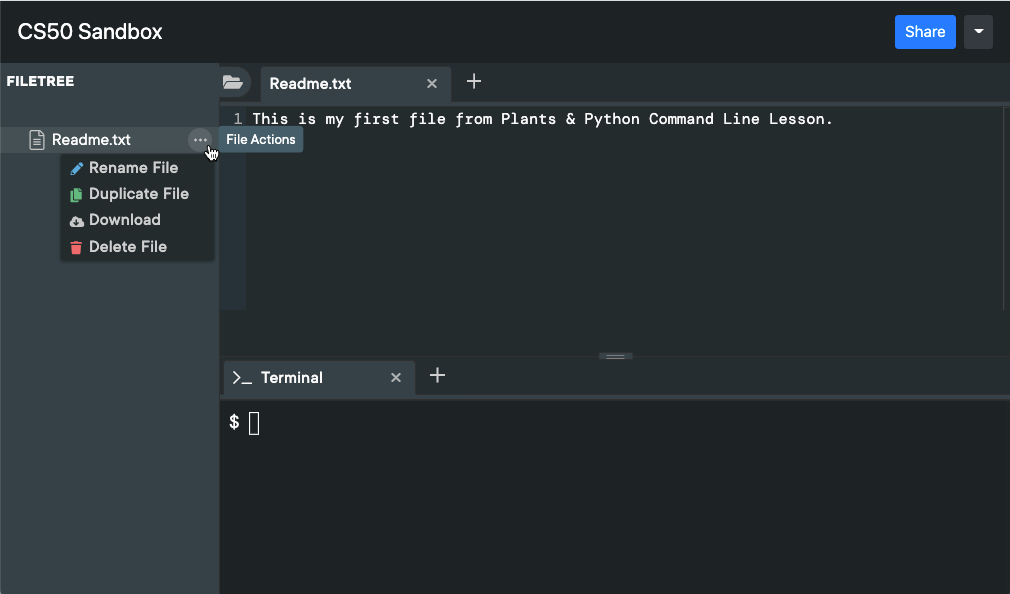 CS50 Sandbox
Share
FILETREE
Readme.txt
Rename File
Duplicate File
Download
Delete File
File Actions
Readme.txt
1 This is my first file from Plants & Python Command Line Lesson.
>_ Terminal
$